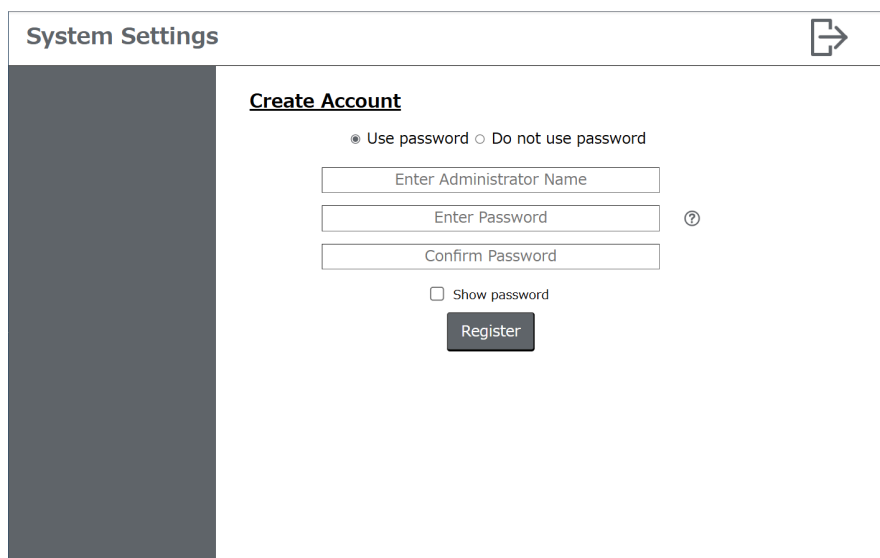 System Settings
Create Account
Use password Do not use password
Enter Administrator Name
Enter Password
?
Confirm Password
Show password
Register